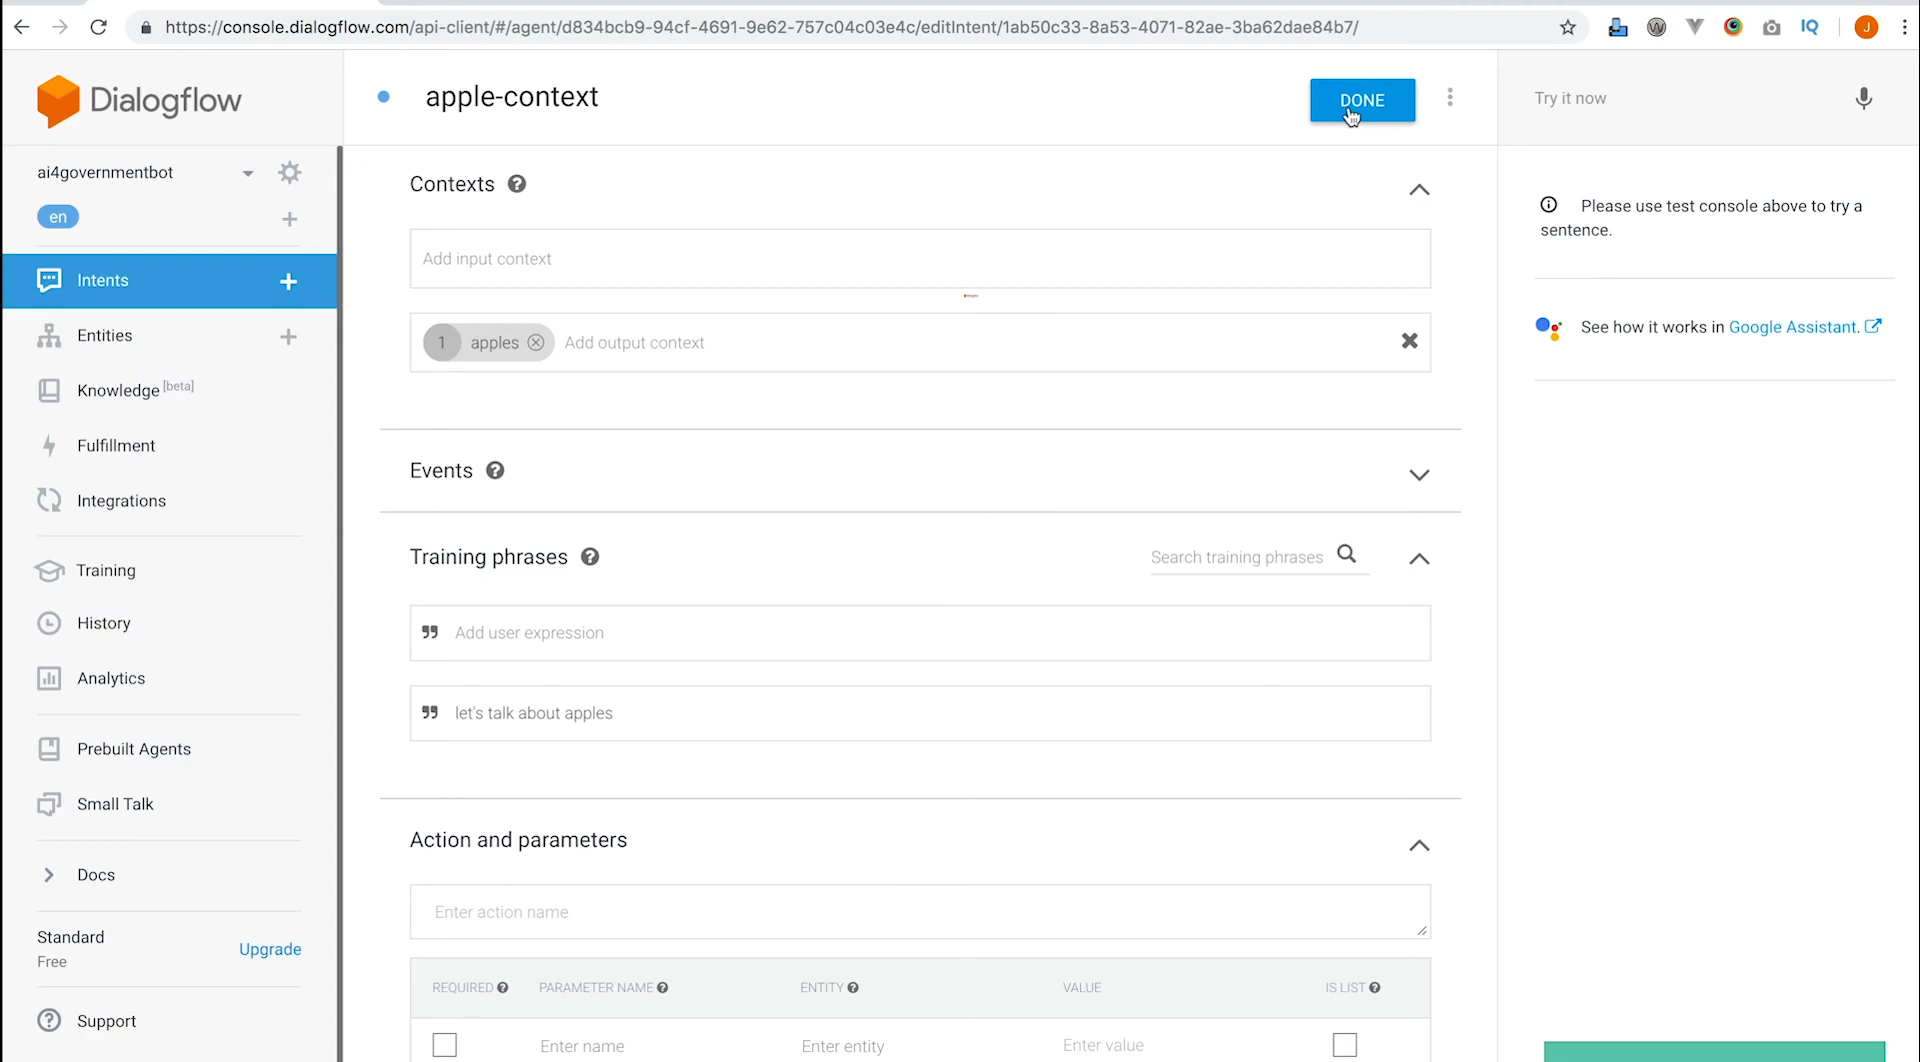 https://console.dialogflow.com/api-client/#/agent/d834bcb9-94cf-4691-9e62-757c04c03e4c/editIntent/1ab50c33-8a53-4071-82ae-3ba62dae84b7/
IQ
J
Dialogflow
apple-context
DONE
Try it now
ai4governmentbot
en
Intents
Entities
Knowledge [beta]
Fulfillment
Integrations
Training
History
Analytics
Prebuilt Agents
Small Talk
Docs
Standard
Free
Upgrade
Support
Contexts
Add input context
1 apples Add output context
Events
Training phrases
Search training phrases
Add user expression
let's talk about apples
Action and parameters
Enter action name
REQUIRED PARAMETER NAME ENTITY VALUE IS LIST
Enter name Enter entity Enter value
Please use test console above to try a
sentence.
See how it works in Google Assistant.